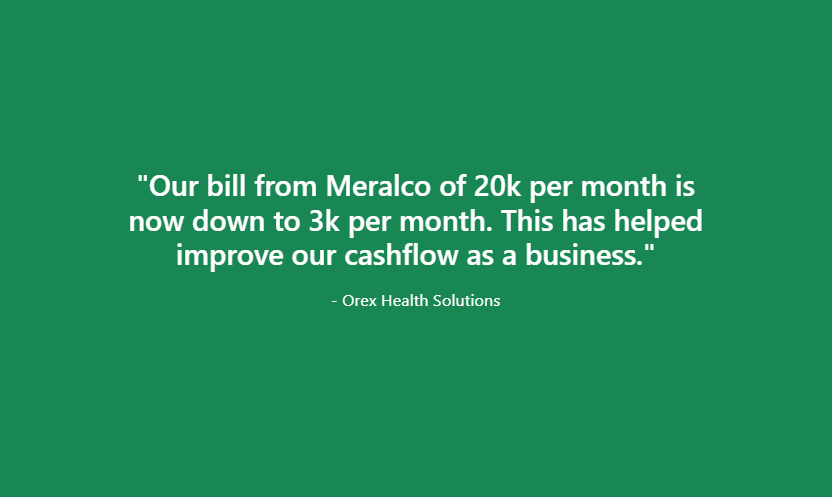 "Our bill from Meralco of 20k per month is
now down to 3k per month. This has helped
improve our cashflow as a business."
- Orex Health Solutions